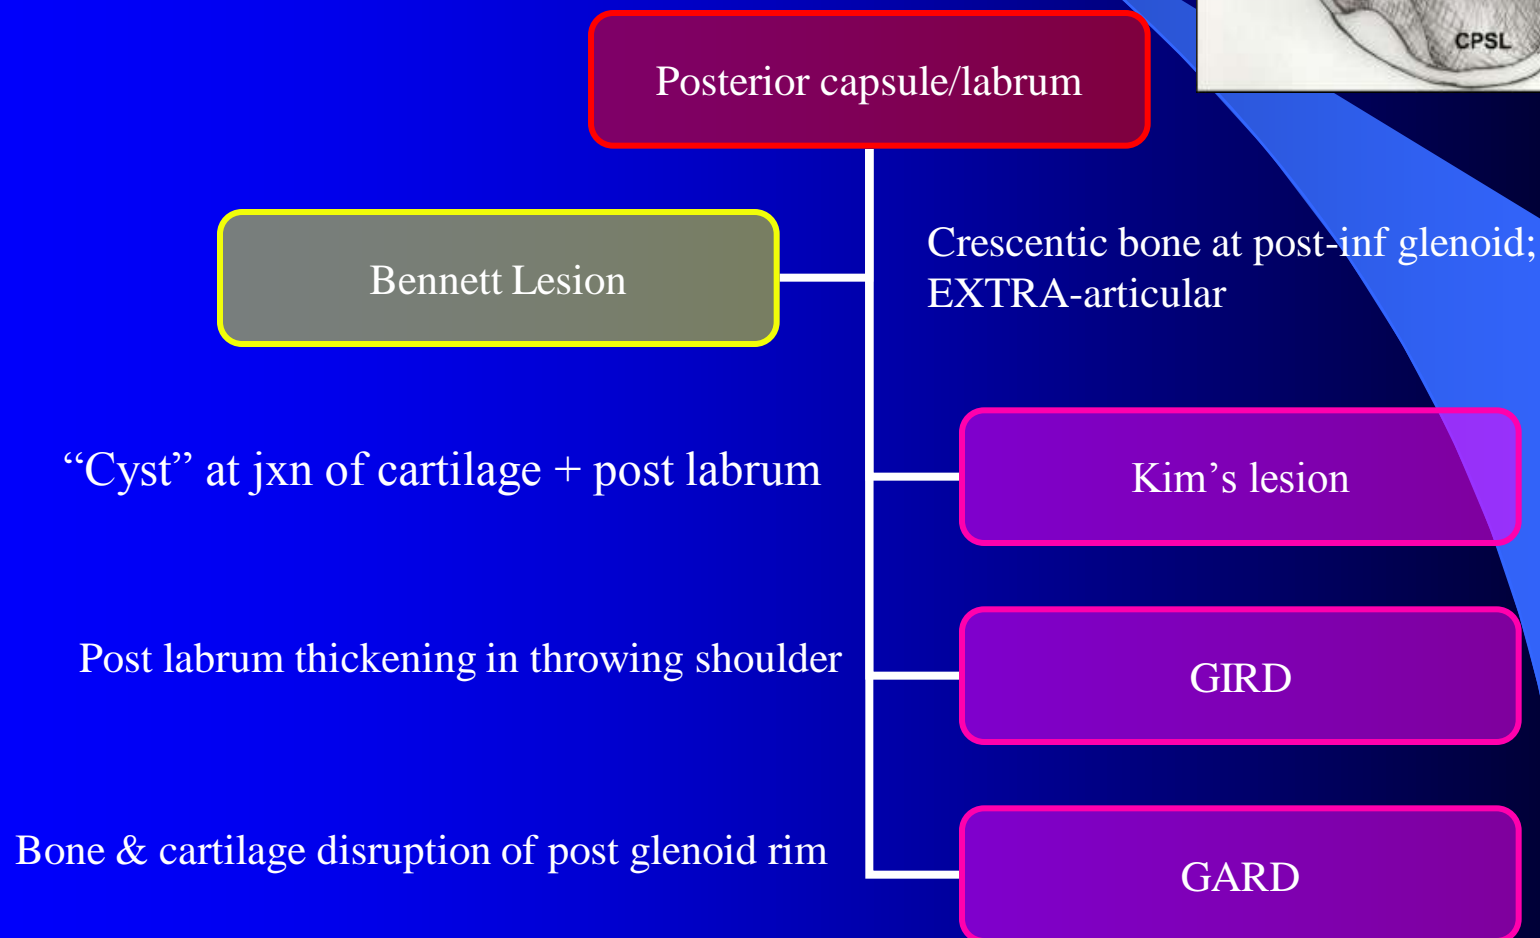 CPSL
Posterior capsule/labrum
Bennett Lesion
Crescentic bone at post-inf glenoid;
EXTRA-articular
“Cyst” at jxn of cartilage + post labrum
Kim’s lesion
Post labrum thickening in throwing shoulder
GIRD
Bone & cartilage disruption of post glenoid rim
GARD